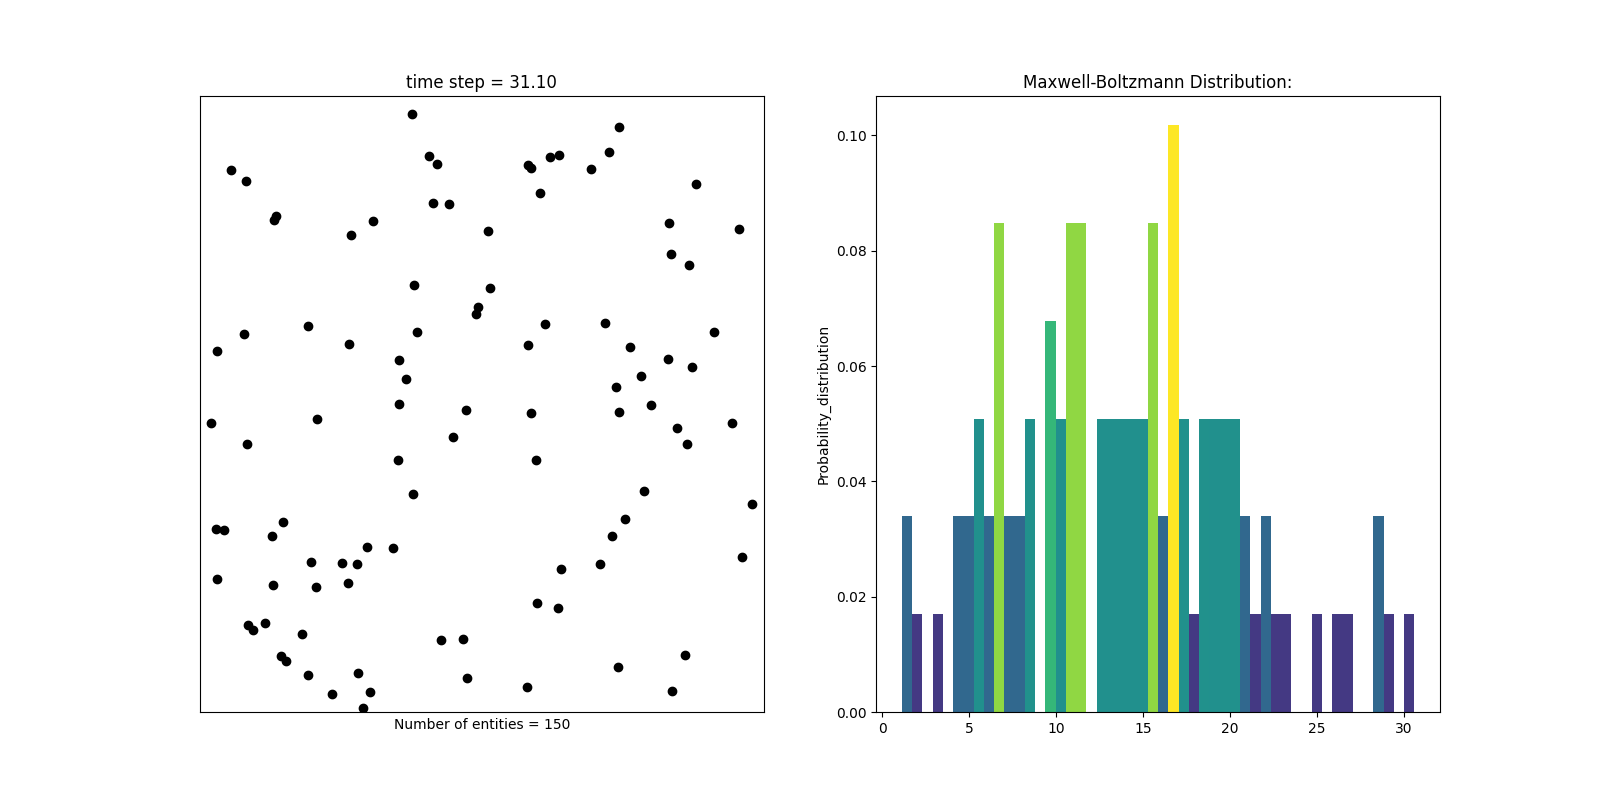 time step = 31.10
Number of entities = 150
Maxwell-Boltzmann Distribution:
Probability_distribution
0.10
0.08
0.06
0.04
0.02
0.00
0 5 10 15 20 25 30